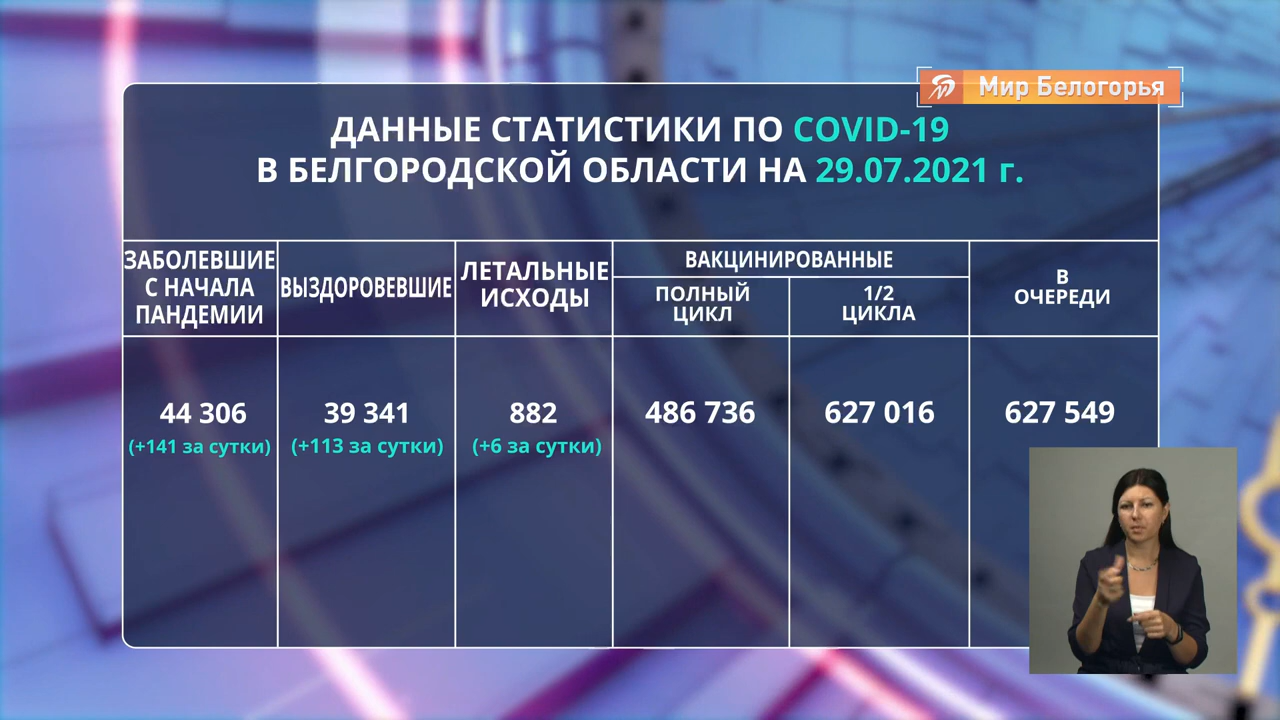 Мир Белогорья
ДАННЫЕ СТАТИСТИКИ ПО COVID-19
В БЕЛГОРОДСКОЙ ОБЛАСТИ НА 29.07.2021 г.
ЗАБОЛЕВШИЕ
С НАЧАЛА
ПАНДЕМИИ
ВЫЗДОРОВЕВШИЕ
ЛЕТАЛЬНЫЕ
ИСХОДЫ
ВАКЦИНИРОВАННЫЕ
ПОЛНЫЙ
ЦИКЛ
1/2
ЦИКЛА
В
ОЧЕРЕДИ
44 306
(+141 за сутки)
39 341
(+113 за сутки)
882
(+6 за сутки)
486 736
627 016
627 549